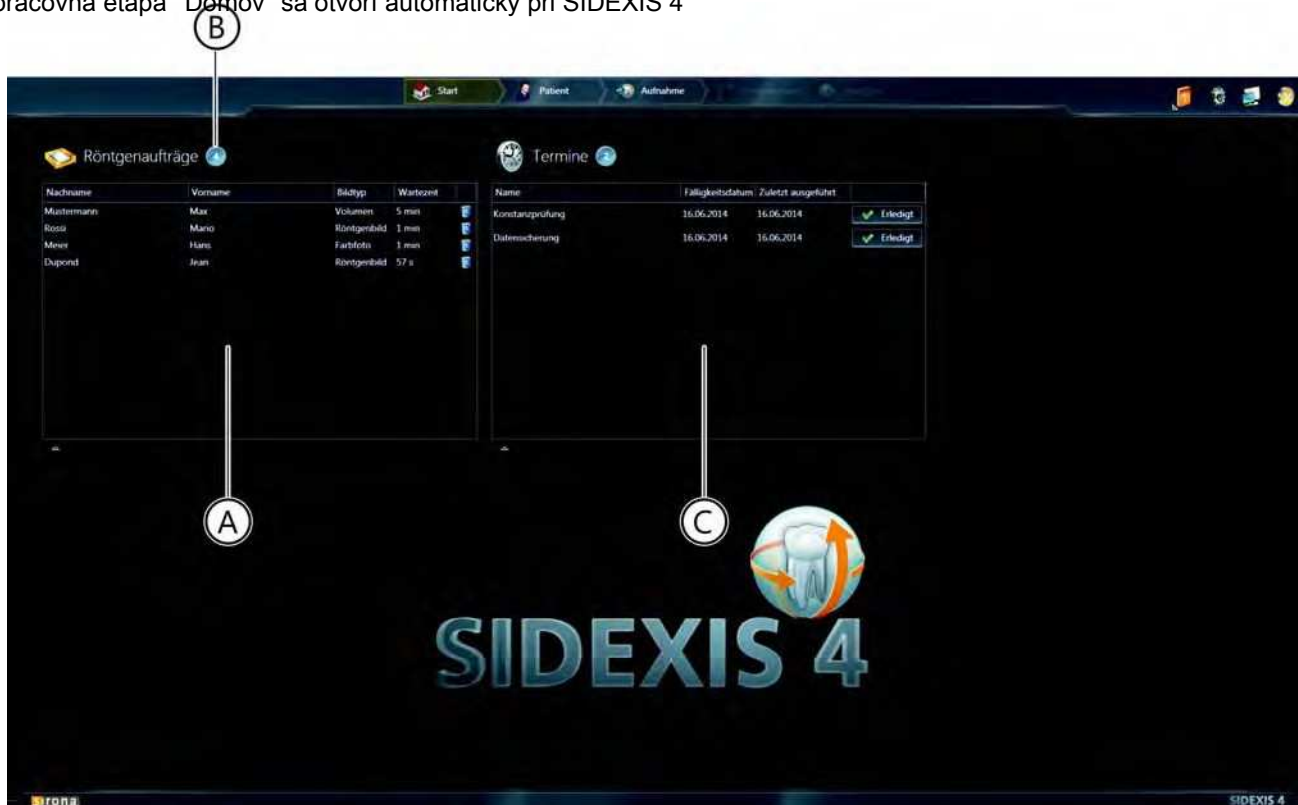 pracovná etapa "Domov" sa otvorí automaticky pri SIDEXIS 4
B
Start Patient Aufnahme
Röntgenaufträge 4 Termine 2
Nachname Vorname Bildtyp Wartezeit Name Fälligkeitsdatum Zuletzt ausgeführt
Mustermann Max Volumen 5 min Konstanzprüfung 16.06.2014 16.06.2014 Erledigt
Rossi Mario Röntgenbild 1 min
Meier Hans Farbfoto 1 min Datensicherung 16.06.2014 16.06.2014 Erledigt
Dupond Jean Röntgenbild 57 s
A C
SIDEXIS 4
sirona SIDEXIS 4